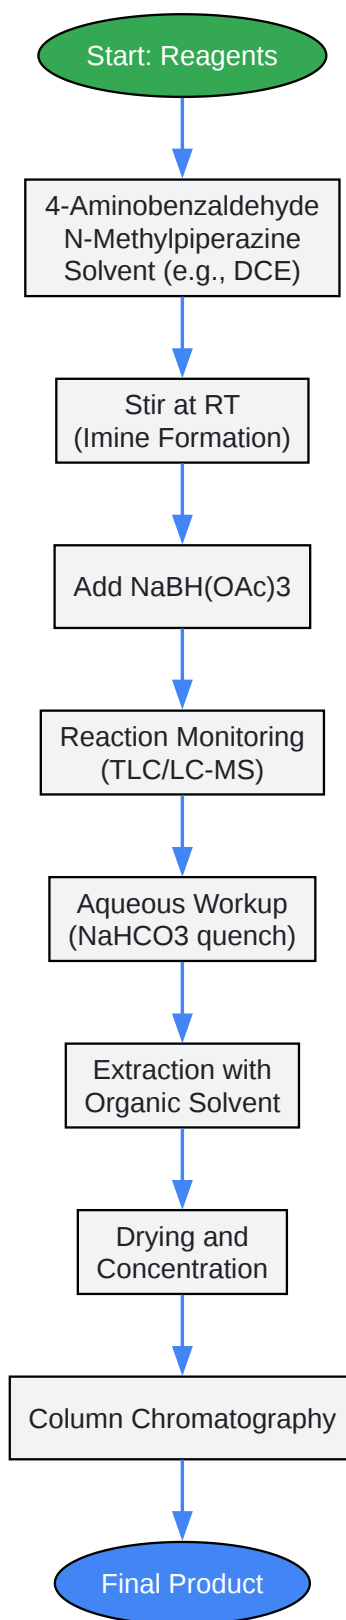 Start: Reagents
4-Aminobenzaldehyde
N-Methylpiperazine
Solvent (e.g., DCE)
Stir at RT
(Imine Formation)
Add NaBH(OAc)3
Reaction Monitoring
(TLC/LC-MS)
Aqueous Workup
(NaHCO3 quench)
Extraction with
Organic Solvent
Drying and
Concentration
Column Chromatography
Final Product